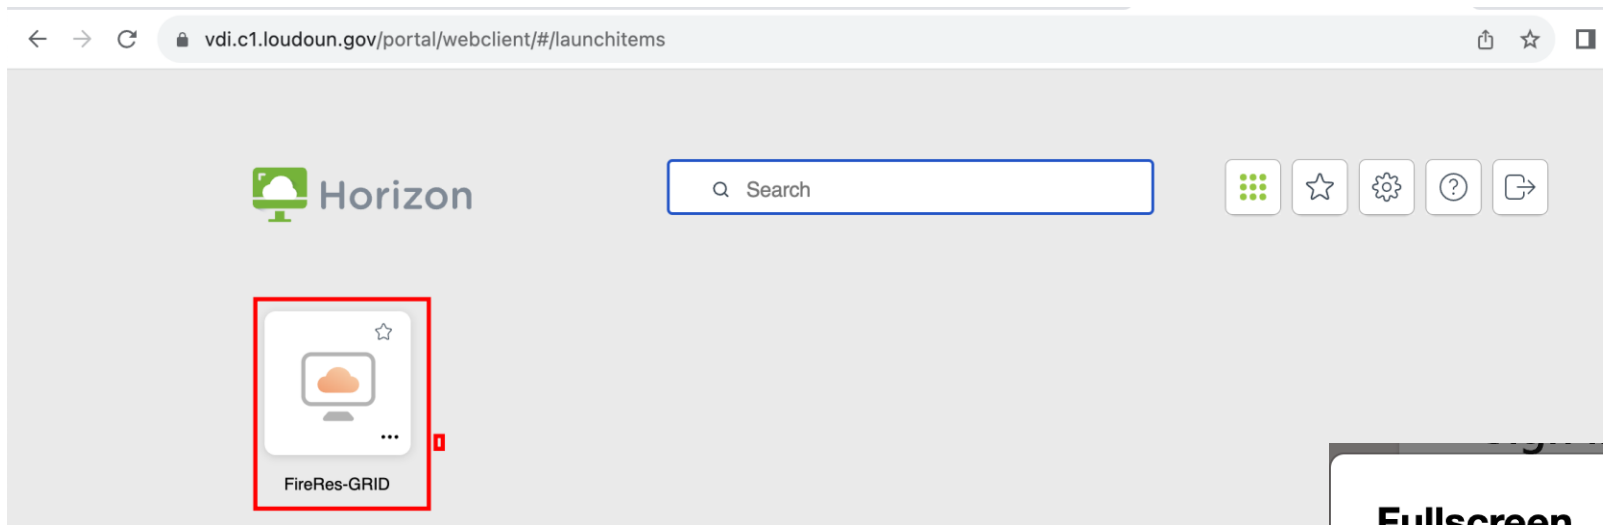 vdi.c1.loudoun.gov/portal/webclient/#/launchitems
Horizon
Search
FireRes-GRID
Fullscreen